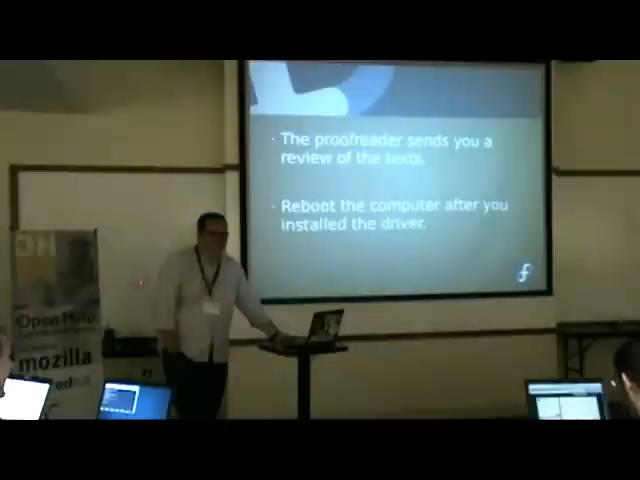 · The proofreader sends you a
review of the texts.
· Reboot the computer after you
installed the driver.
OH
Open Help
mozilla